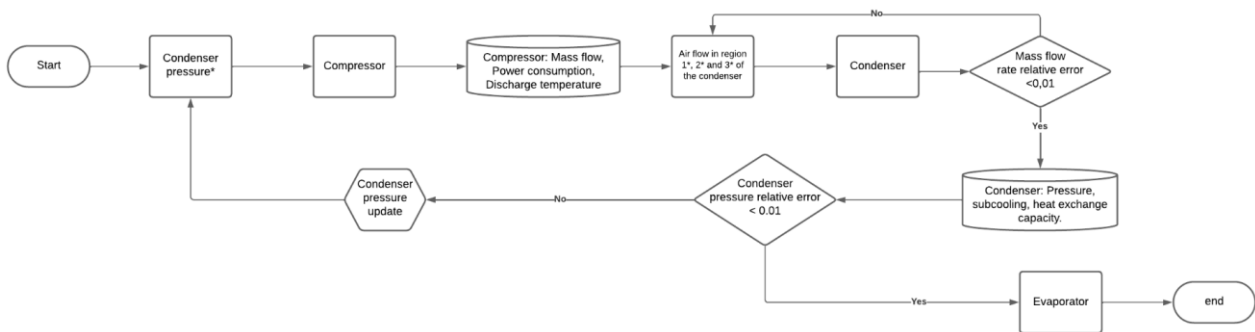 Start
Condenser
pressure*
Compressor
Compressor: Mass flow,
Power consumption,
Discharge temperature
Air flow in region
1*, 2* and 3* of
the condenser
Condenser
No
Mass flow
rate relative error
<0,01
Yes
Condenser: Pressure,
subcooling, heat exchange
capacity.
Condenser
pressure relative error
< 0.01
No
Condenser
pressure
update
Yes
Evaporator
end